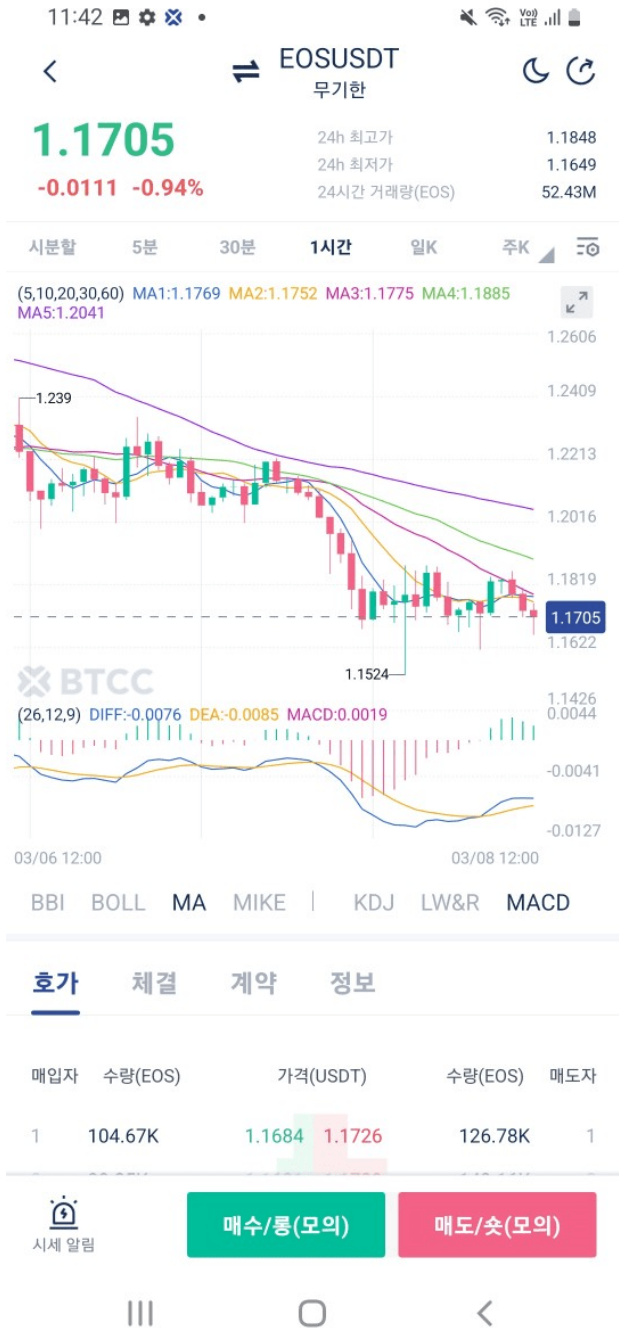 11:42
Vo)) LTE
EOSUSDT
무기한
1.1705
-0.0111 -0.94%
24h 최고가 1.1848
24h 최저가 1.1649
24시간 거래량(EOS) 52.43M
시분할 5분 30분 1시간 일K 주K
(5,10,20,30,60) MA1:1.1769 MA2:1.1752 MA3:1.1775 MA4:1.1885
MA5:1.2041
1.2606
1.239
1.2409
1.2213
1.2016
1.1819
1.1705
1.1622
1.1524
BTCC
1.1426
(26,12,9) DIFF:-0.0076 DEA:-0.0085 MACD:0.0019
0.0044
-0.0041
-0.0127
03/06 12:00 03/08 12:00
BBI BOLL MA MIKE | KDJ LW&R MACD
호가 체결 계약 정보
매입자 수량(EOS) 가격(USDT) 수량(EOS) 매도자
1 104.67K 1.1684 1.1726 126.78K 1
시세 알림
매수/롱(모의)
매도/숏(모의)